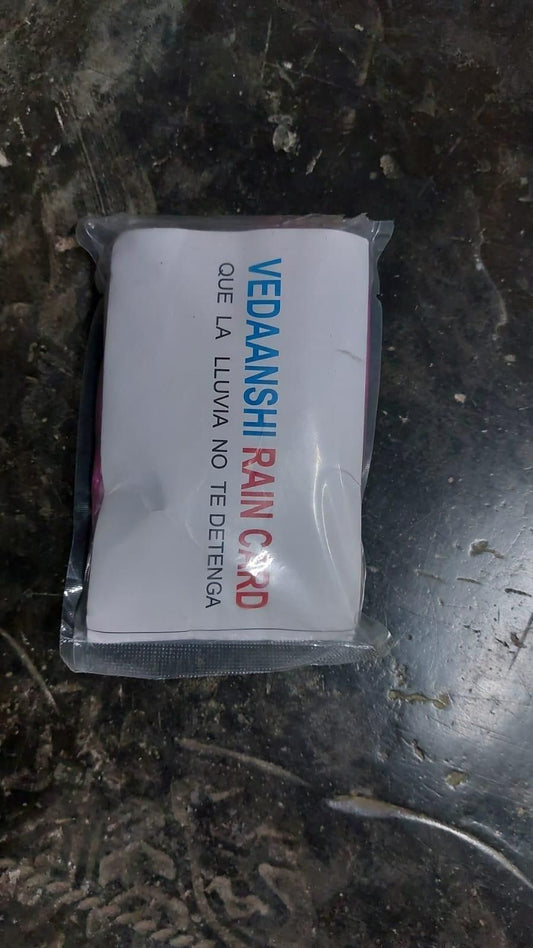 VEDAANSHI RAIN CARD
QUE LA LLUVIA NO TE DETENGA